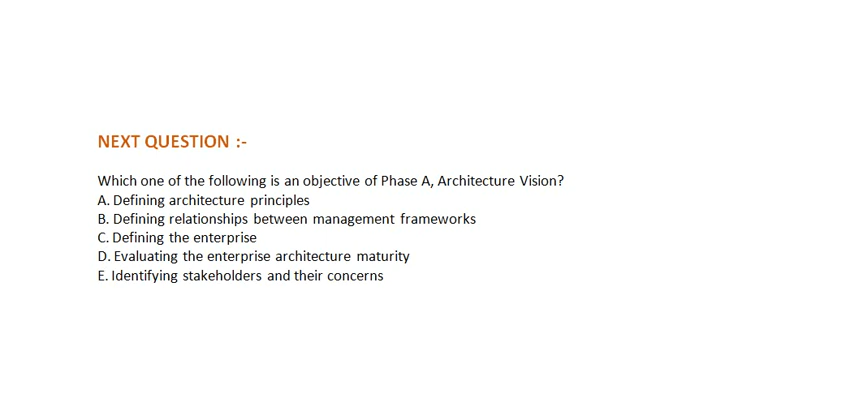 NEXT QUESTION :-
Which one of the following is an objective of Phase A, Architecture Vision?
A. Defining architecture principles
B. Defining relationships between management frameworks
C. Defining the enterprise
D. Evaluating the enterprise architecture maturity
E. Identifying stakeholders and their concerns